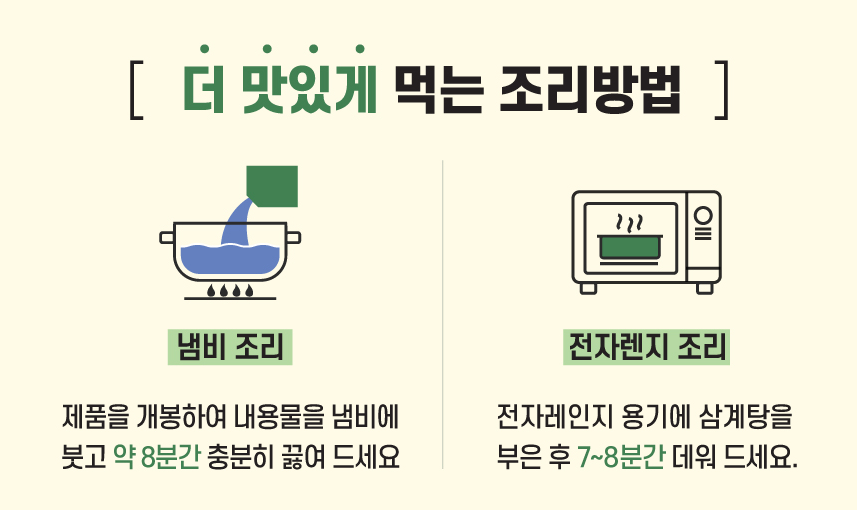 [ 더 맛있게 먹는 조리방법 ]
냄비 조리
제품을 개봉하여 내용물을 냄비에
붓고 약 8분간 충분히 끓여 드세요
전자렌지 조리
전자레인지 용기에 삼계탕을
부은 후 7~8분간 데워 드세요.